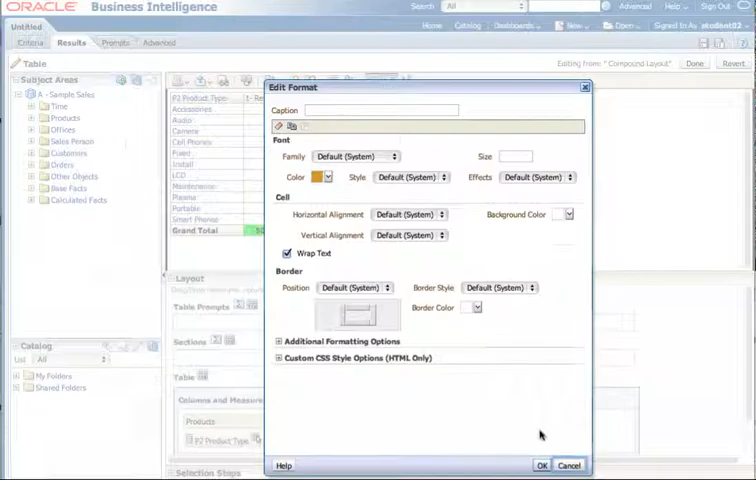 ORACLE Business Intelligence
Search All Advanced Help Sign Out
Untitled
Home Catalog Dashboards New Open Signed In As student02
Criteria Results Prompts Advanced
Table
Editing from: "Compound Layout" Done Revert
Subject Areas
A - Sample Sales
Time
Products
Offices
Sales Person
Customers
Orders
Other Objects
Base Facts
Calculated Facts
P2 Product Type
Accessories
Audio
Camera
Cell Phones
Fixed
Install
LCD
Maintenance
Plasma
Portable
Smart Phones
Grand Total
Edit Format
Caption
Font
Family Default (System) Size
Color Style Default (System) Effects Default (System)
Cell
Horizontal Alignment Default (System) Background Color
Vertical Alignment Default (System)
Wrap Text
Border
Position Default (System) Border Style Default (System)
Border Color
Additional Formatting Options
Custom CSS Style Options (HTML Only)
Help OK Cancel
Layout
Table Prompts
Sections
Table
Columns and Measure
Products
P2 Product Type
Selection Steps
Catalog
List All
My Folders
Shared Folders